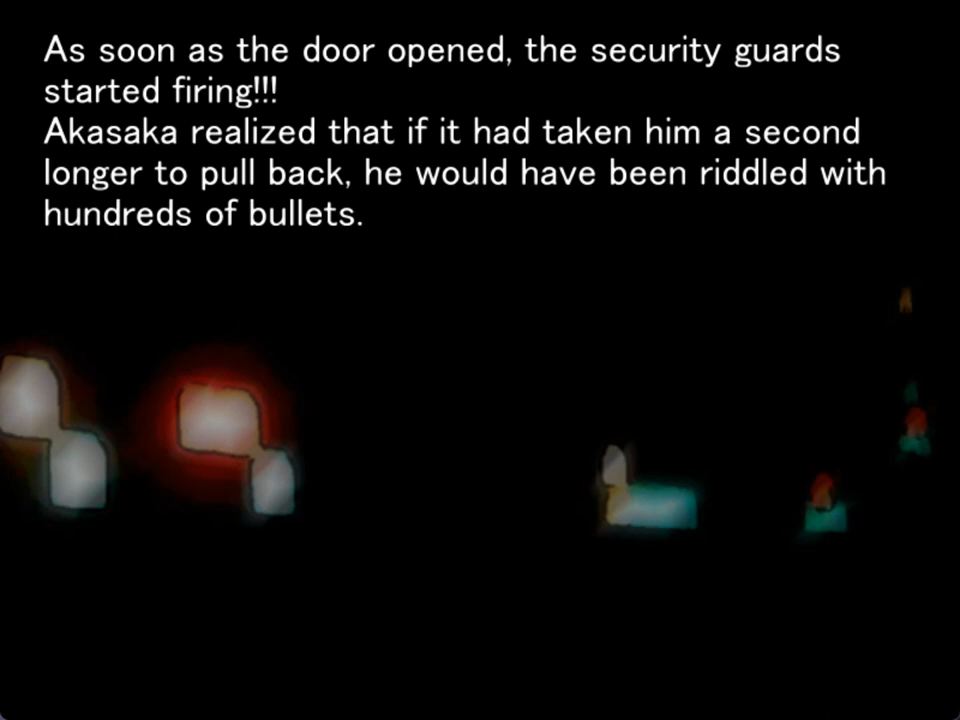 As soon as the door opened, the security guards
started firing!!!
Akasaka realized that if it had taken him a second
longer to pull back, he would have been riddled with
hundreds of bullets.